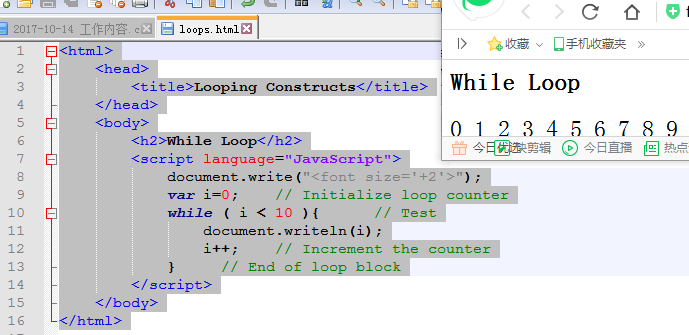 2017-10-14 工作内容.c
loops.html
1 <html>
2 <head>
3 <title>Looping Constructs</title>
4 </head>
5 <body>
6 <h2>While Loop</h2>
7 <script language="JavaScript">
8 document.write("<font size='+2'>");
9 var i=0; // Initialize loop counter
10 while ( i < 10 ){ // Test
11 document.writeln(i);
12 i++; // Increment the counter
13 } // End of loop block
14 </script>
15 </body>
16 </html>
收藏 手机收藏夹 »
While Loop
0 1 2 3 4 5 6 7 8 9
今日优选 今日直播 热点